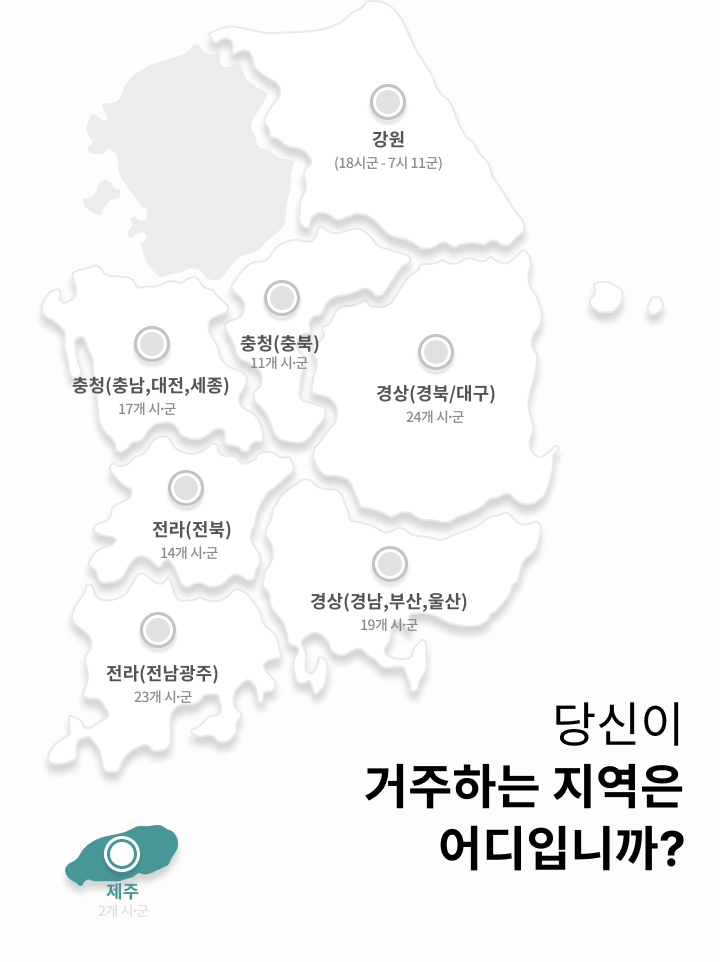 강원
(18시군 - 7시 11군)
충청(충북)
11개 시·군
충청(충남,대전,세종)
17개 시·군
경상(경북/대구)
24개 시·군
전라(전북)
14개 시·군
경상(경남,부산,울산)
19개 시·군
전라(전남광주)
23개 시·군
당신이
거주하는 지역은
어디입니까?
제주
2개 시·군